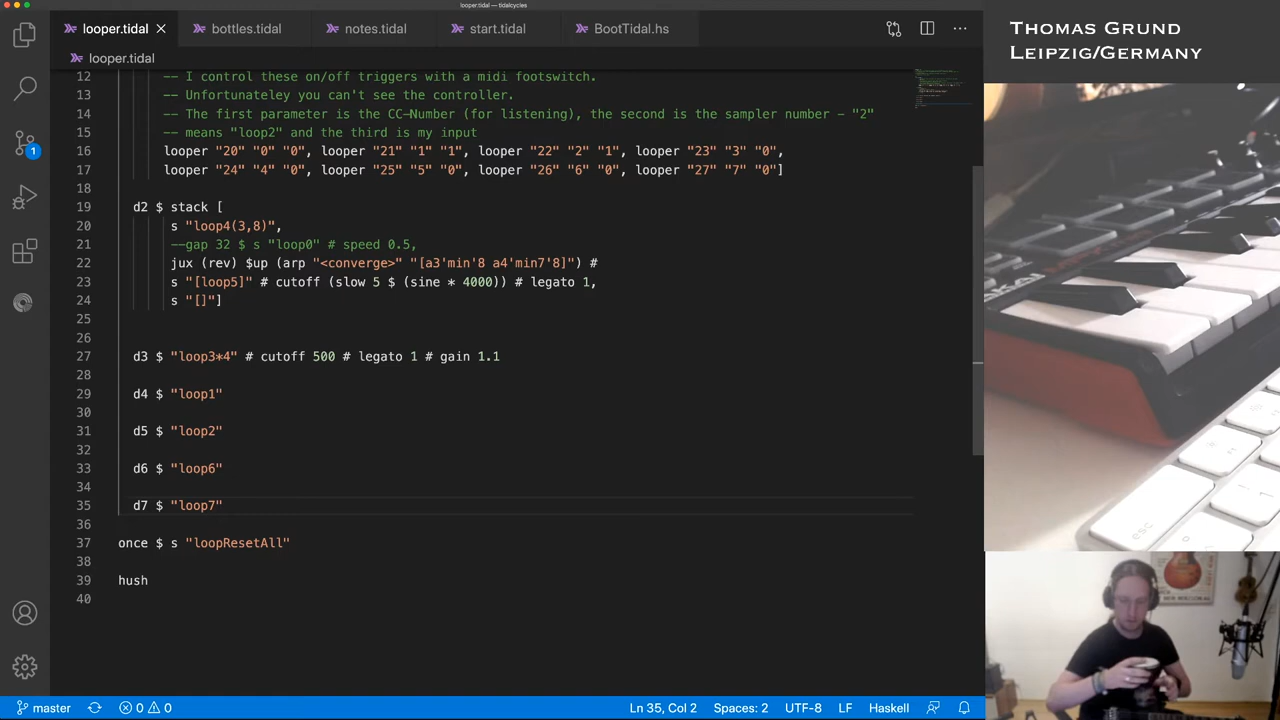 looper.tidal — tidalcycles
looper.tidal
bottles.tidal
notes.tidal
start.tidal
BootTidal.hs
looper.tidal
12 -- I control these on/off triggers with a midi footswitch.
13 -- Unfortunateley you can't see the controller.
14 -- The first parameter is the CC-Number (for listening), the second is the sampler number - "2"
15 -- means "loop2" and the third is my input
16 looper "20" "0" "0", looper "21" "1" "1", looper "22" "2" "1", looper "23" "3" "0",
17 looper "24" "4" "0", looper "25" "5" "0", looper "26" "6" "0", looper "27" "7" "0"]
18
19 d2 $ stack [
20 s "loop4(3,8)",
21 --gap 32 $ s "loop0" # speed 0.5,
22 jux (rev) $up (arp "<converge>" "[a3'min'8 a4'min7'8]") #
23 s "[loop5]" # cutoff (slow 5 $ (sine * 4000)) # legato 1,
24 s "[]"]
25
26
27 d3 $ "loop3*4" # cutoff 500 # legato 1 # gain 1.1
28
29 d4 $ "loop1"
30
31 d5 $ "loop2"
32
33 d6 $ "loop6"
34
35 d7 $ "loop7"
36
37 once $ s "loopResetAll"
38
39 hush
40
1
master
0 0
Ln 35, Col 2
Spaces: 2
UTF-8
LF
Haskell
Thomas Grund
Leipzig/Germany
esc